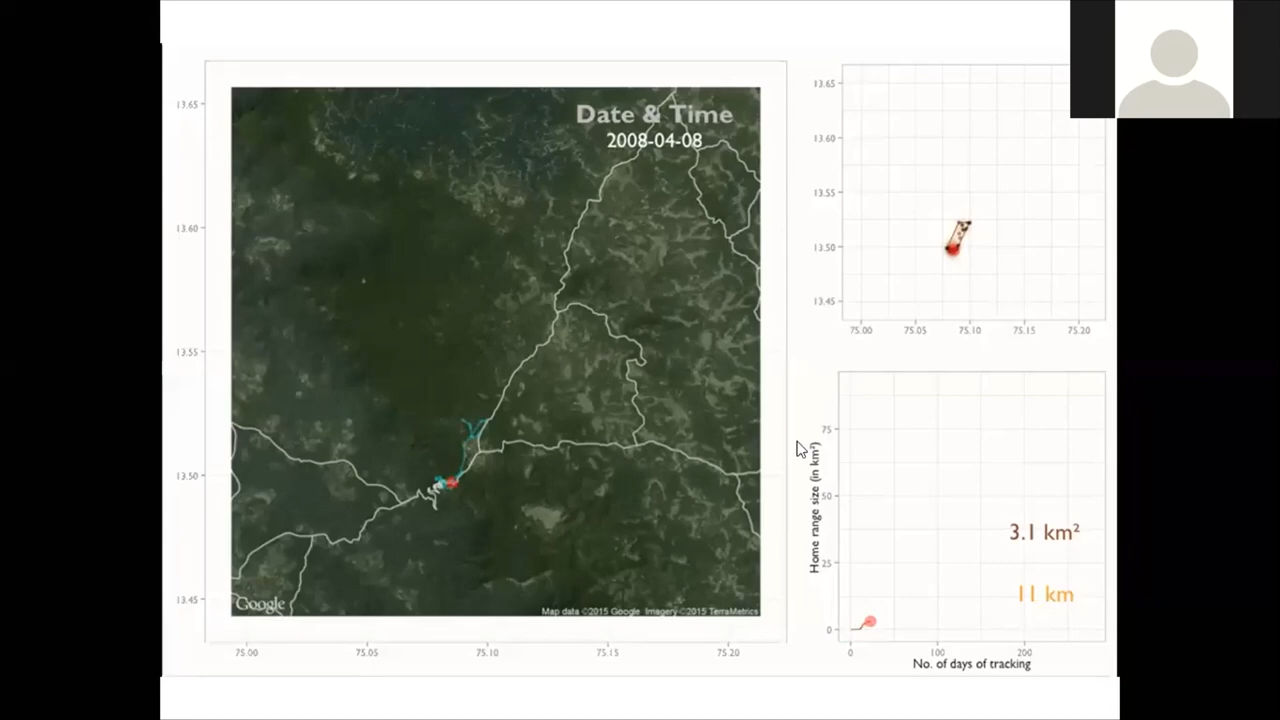 Date & Time
2008-04-08
13.65
13.60
13.55
13.50
13.45
Google
Map data ©2015 Google Imagery ©2015 TerraMetrics
75.00 75.05 75.10 75.15 75.20
13.65
13.60
13.55
13.50
13.45
75.00 75.05 75.10 75.15 75.20
Home range size (in km²)
75
50
25
0
3.1 km²
11 km
0 100 200
No. of days of tracking